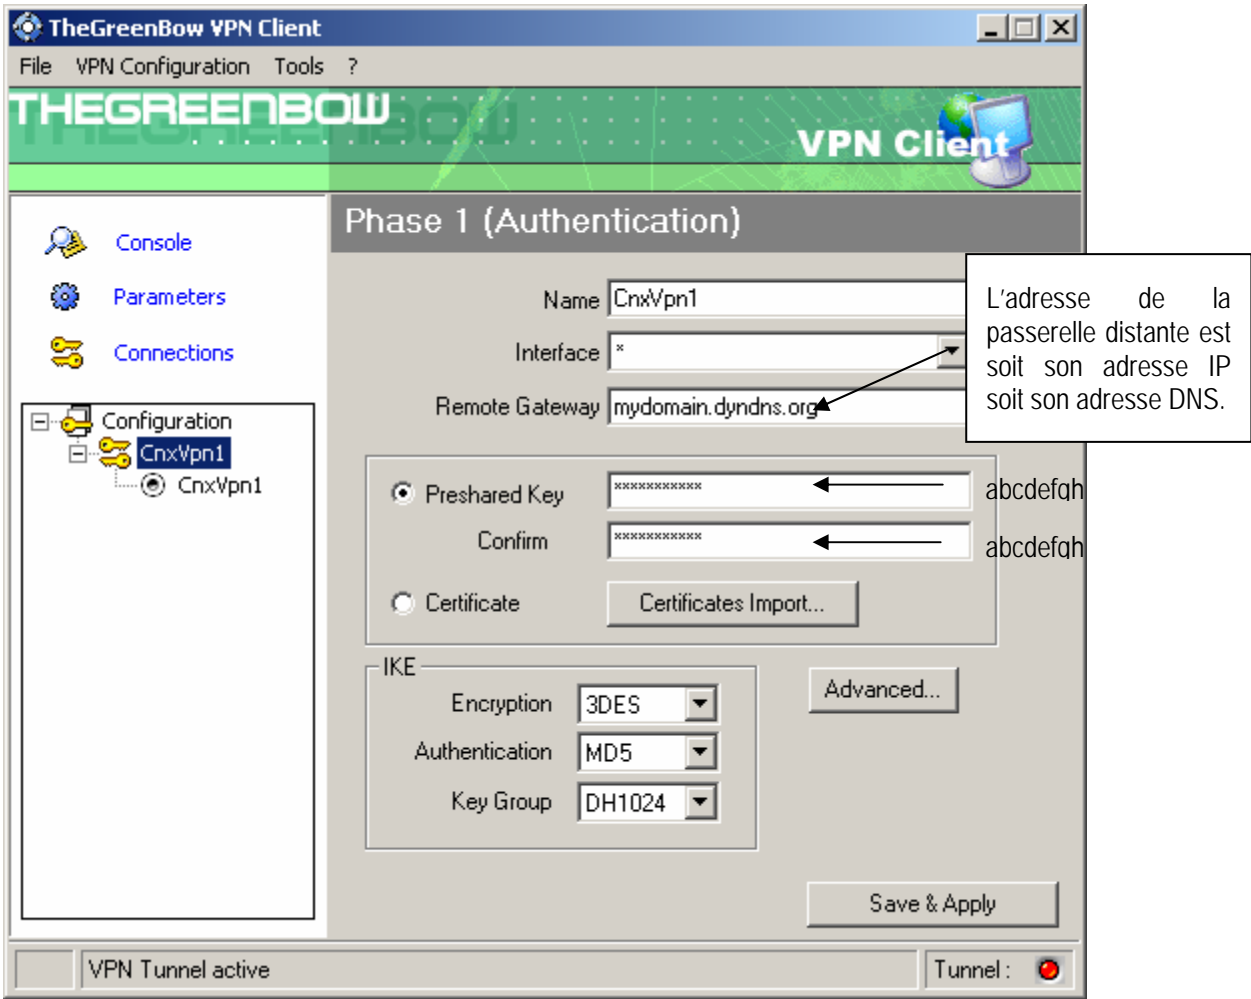 TheGreenBow VPN Client
File VPN Configuration Tools ?
THEGREENBOW
VPN Client
Console
Parameters
Connections
Configuration
CnxVpn1
CnxVpn1
Phase 1 (Authentication)
Name CnxVpn1
Interface *
Remote Gateway mydomain.dyndns.org
L'adresse de la
passerelle distante est
soit son adresse IP
soit son adresse DNS.
Preshared Key *********** abcdefgh
Confirm *********** abcdefgh
Certificate Certificates Import...
IKE
Encryption 3DES
Authentication MD5
Key Group DH1024
Advanced...
Save & Apply
VPN Tunnel active Tunnel :